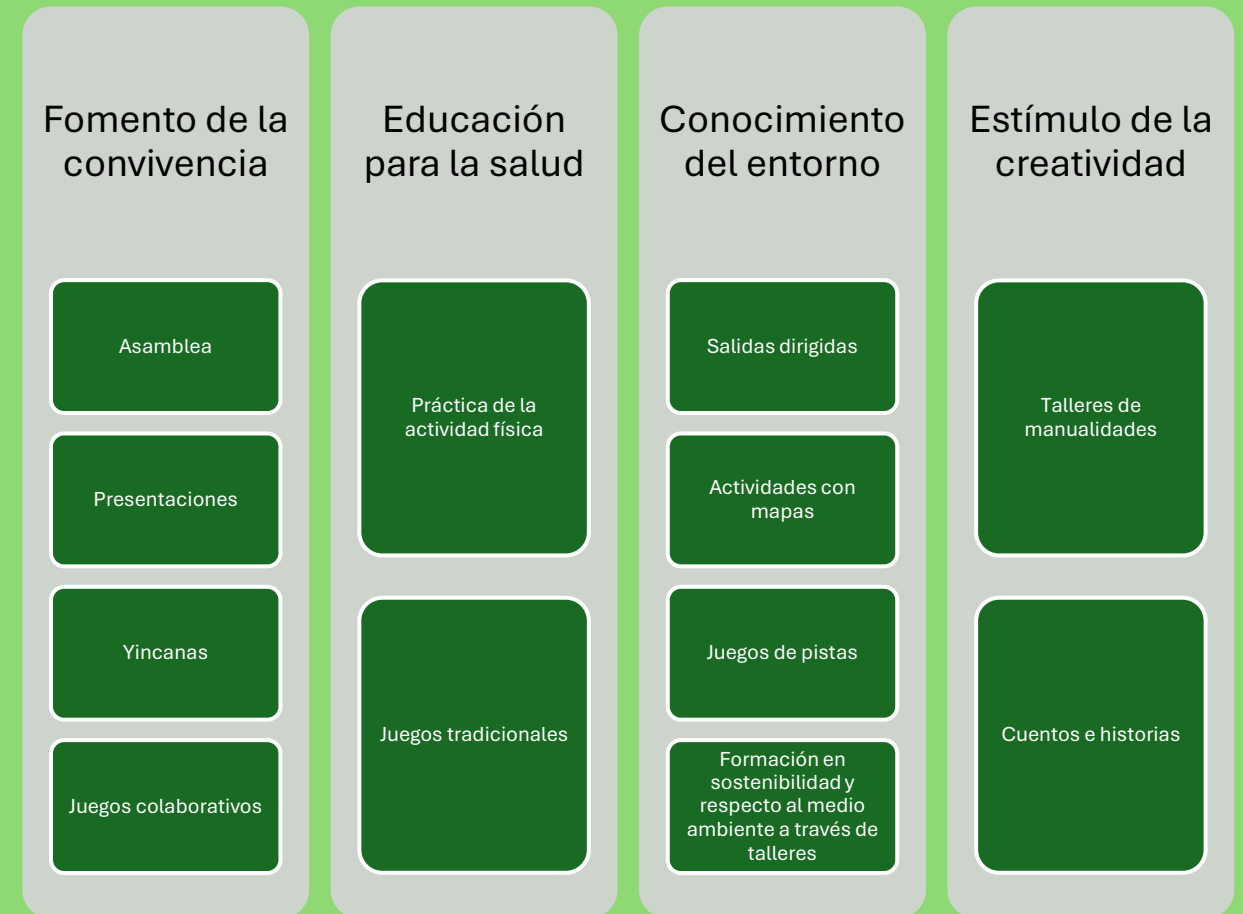 Fomento de la
convivencia
Asamblea
Presentaciones
Yincanas
Juegos colaborativos
Educación
para la salud
Práctica de la
actividad física
Juegos tradicionales
Conocimiento
del entorno
Salidas dirigidas
Actividades con
mapas
Juegos de pistas
Formación en
sostenibilidad y
respecto al medio
ambiente a través de
talleres
Estímulo de la
creatividad
Talleres de
manualidades
Cuentos e historias